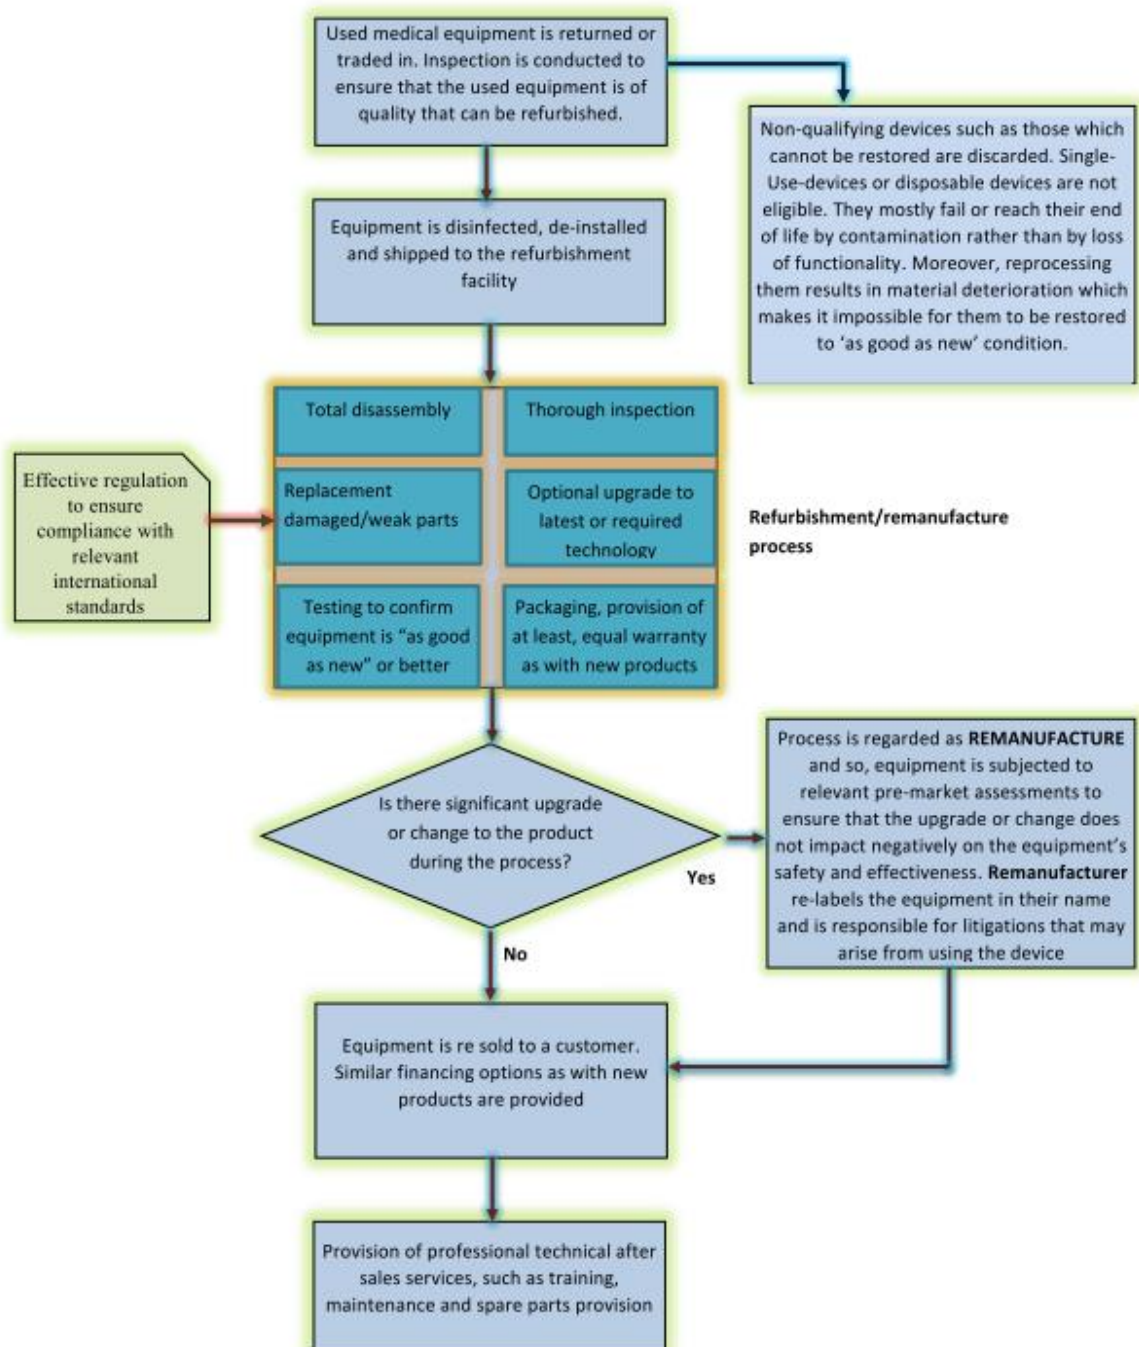 Used medical equipment is returned or
traded in. Inspection is conducted to
ensure that the used equipment is of
quality that can be refurbished.
Non-qualifying devices such as those which
cannot be restored are discarded. Single-
Use-devices or disposable devices are not
eligible. They mostly fail or reach their end
of life by contamination rather than by loss
of functionality. Moreover, reprocessing
them results in material deterioration which
makes it impossible for them to be restored
to ‘as good as new’ condition.
Equipment is disinfected, de-installed
and shipped to the refurbishment
facility
Total disassembly
Thorough inspection
Effective regulation
to ensure
compliance with
relevant
international
standards
Replacement
damaged/weak parts
Optional upgrade to
latest or required
technology
Refurbishment/remanufacture
process
Testing to confirm
equipment is “as good
as new” or better
Packaging, provision of
at least, equal warranty
as with new products
Is there significant upgrade
or change to the product
during the process?
Yes
Process is regarded as REMANUFACTURE
and so, equipment is subjected to
relevant pre-market assessments to
ensure that the upgrade or change does
not impact negatively on the equipment’s
safety and effectiveness. Remanufacturer
re-labels the equipment in their name
and is responsible for litigations that may
arise from using the device
No
Equipment is re sold to a customer.
Similar financing options as with new
products are provided
Provision of professional technical after
sales services, such as training,
maintenance and spare parts provision